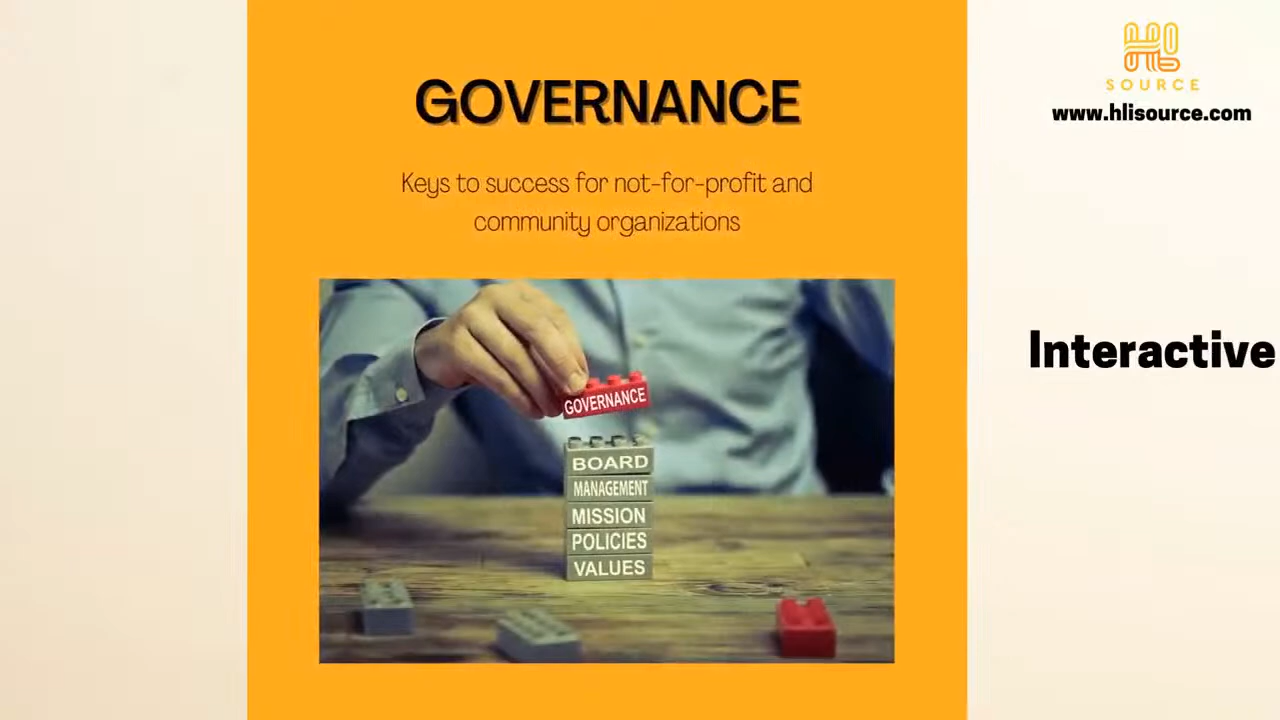 GOVERNANCE
Keys to success for not-for-profit and
community organizations
GOVERNANCE
BOARD
MANAGEMENT
MISSION
POLICIES
VALUES
SOURCE
www.hlisource.com
Interactive